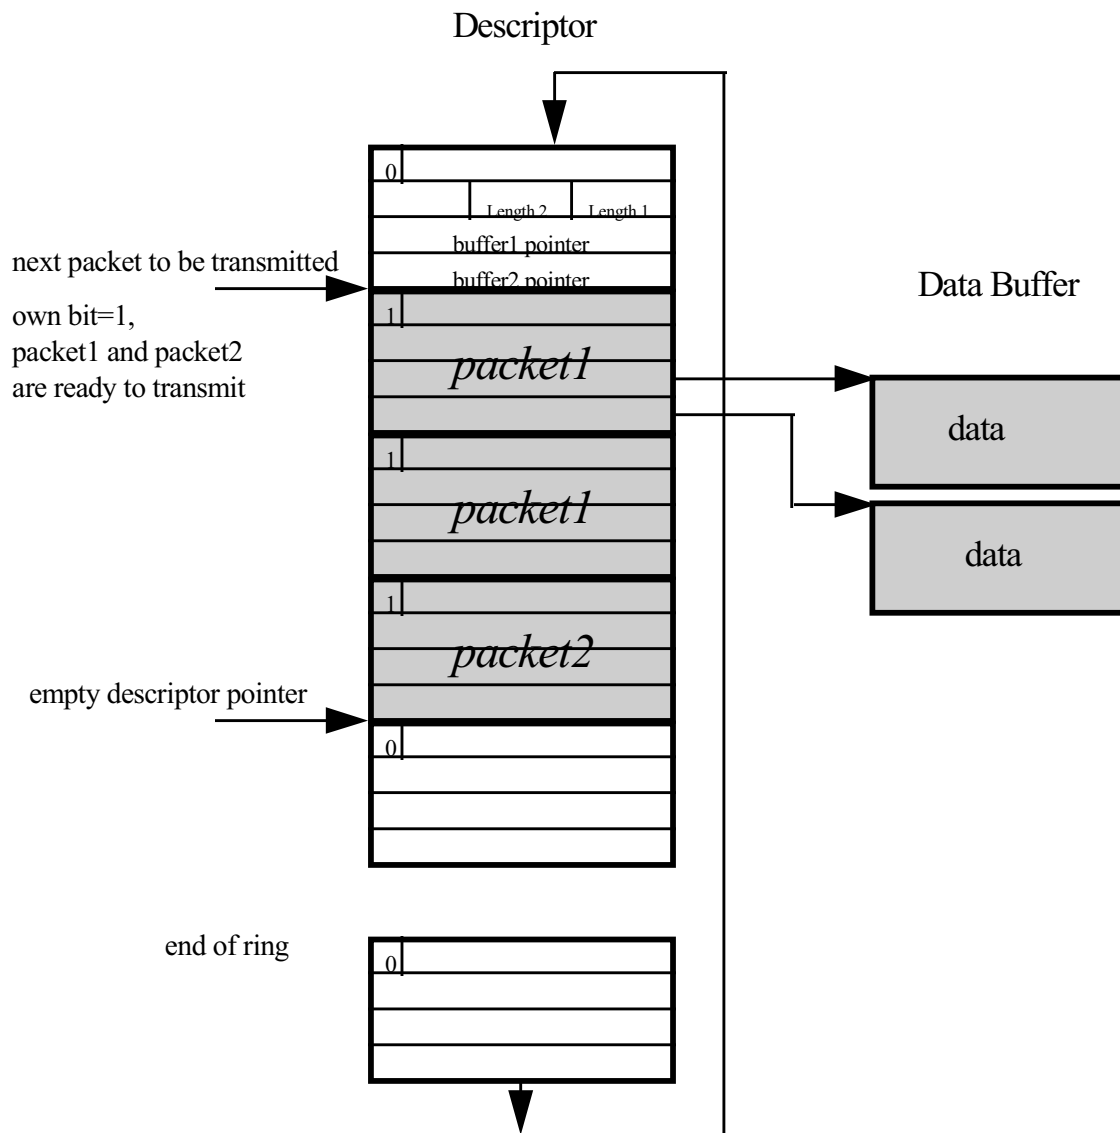 Descriptor
0
Length 2 Length 1
buffer1 pointer
next packet to be transmitted
buffer2 pointer
Data Buffer
own bit=1,
1
packet1 and packet2
packet1
are ready to transmit
data
1
packet1
data
1
packet2
empty descriptor pointer
0
end of ring
0